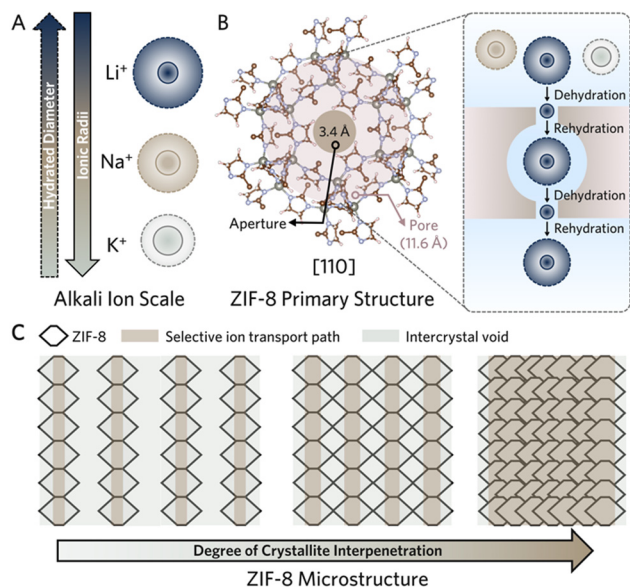 A
Hydrated Diameter
Ionic Radii
Li⁺
Na⁺
K⁺
Alkali Ion Scale
B
3.4 Å
Aperture
Pore
(11.6 Å)
[110]
ZIF-8 Primary Structure
Dehydration
Rehydration
Dehydration
Rehydration
C
ZIF-8
Selective ion transport path
Intercrystal void
Degree of Crystallite Interpenetration
ZIF-8 Microstructure